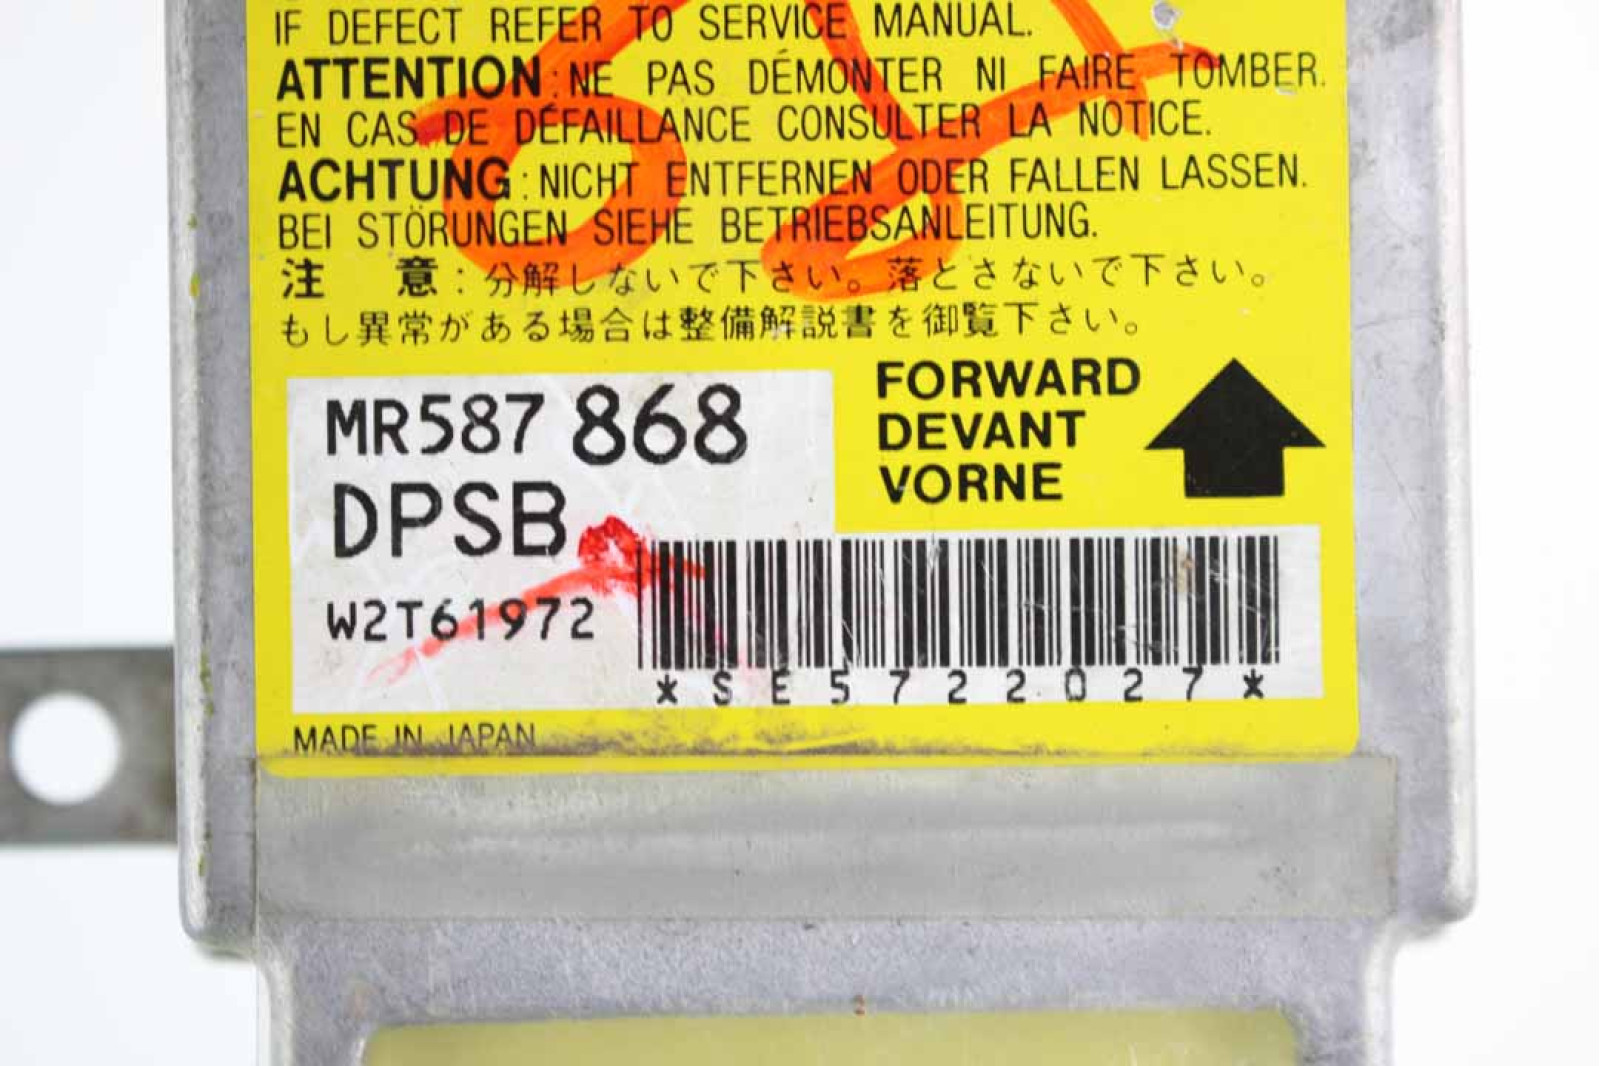 IF DEFECT REFER TO SERVICE MANUAL.
ATTENTION:NE PAS DÉMONTER NI FAIRE TOMBER.
EN CAS DE DÉFAILLANCE CONSULTER LA NOTICE.
ACHTUNG:NICHT ENTFERNEN ODER FALLEN LASSEN.
BEI STÖRUNGEN SIEHE BETRIEBSANLEITUNG.
注 意:分解しないで下さい。落とさないで下さい。
もし異常がある場合は整備解説書を御覧下さい。
MR587 868
DPSB
W2T61972
FORWARD
DEVANT
VORNE
*SE5722027*
MADE IN JAPAN